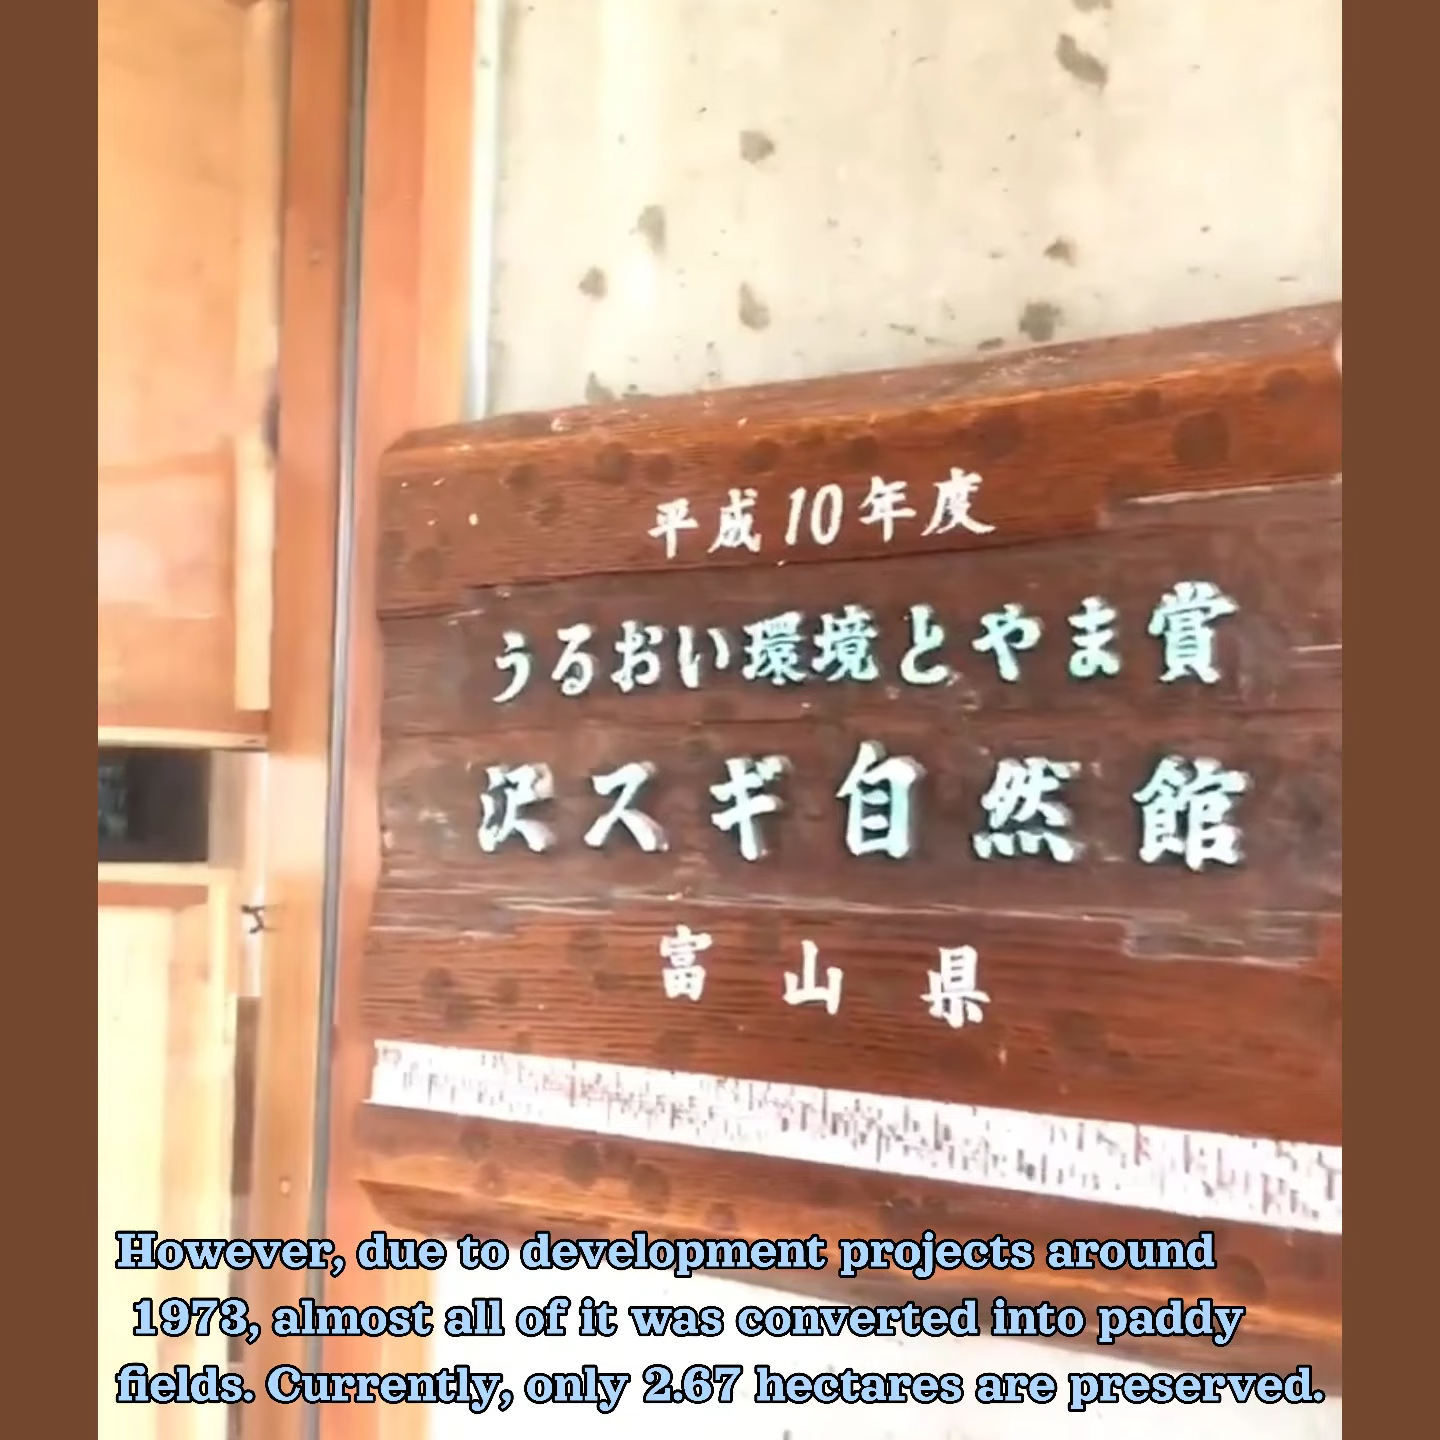 平成10年度
うるおい環境とやま賞
沢スギ自然館
富山県
However, due to development projects around
1973, almost all of it was converted into paddy
fields. Currently, only 2.67 hectares are preserved.